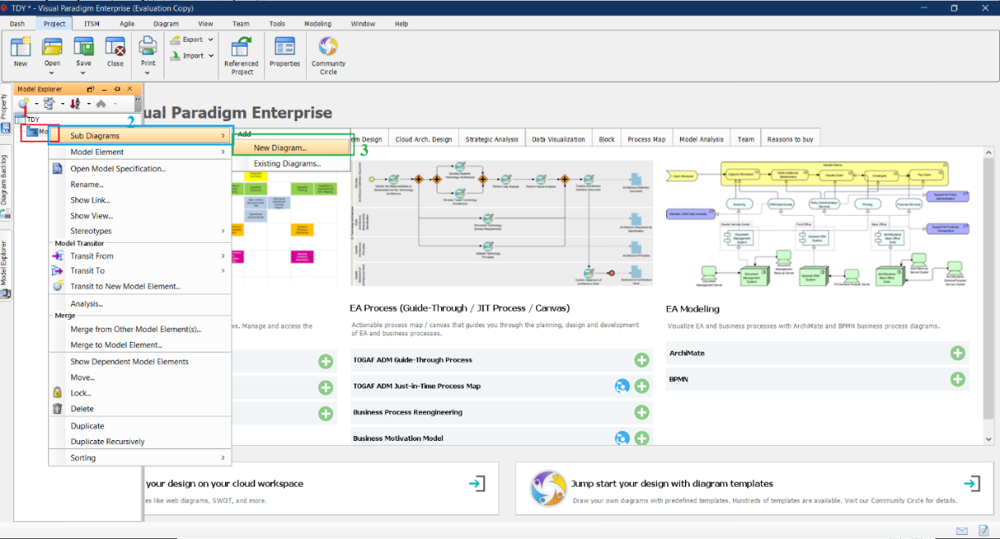 TDY * - Visual Paradigm Enterprise (Evaluation Copy)
Dash Project ITSM Agile Diagram View Team Tools Modeling Window Help
New Open Save Close Print Export Import Referenced Project Properties Community Circle
Model Explorer
Property
Diagram Backlog
Model Explorer
1
TDY
Mo
2
3
ual Paradigm Enterprise
em Design Cloud Arch. Design Strategic Analysis Data Visualization Block Process Map Model Analysis Team Reasons to buy
Sub Diagrams
Model Element
Open Model Specification...
Rename...
Show Link...
Show View...
Stereotypes
Model Transitor
Transit From
Transit To
Transit to New Model Element...
Analysis...
Merge
Merge from Other Model Element(s)...
Merge to Model Element...
Show Dependent Model Elements
Move...
Lock...
Delete
Duplicate
Duplicate Recursively
Sorting
Add
New Diagram...
Existing Diagrams...
ws. Manage and access the
EA Process (Guide-Through / JIT Process / Canvas)
Actionable process map / canvas that guides you through the planning, design and development
of EA and business processes.
TOGAF ADM Guide-Through Process
TOGAF ADM Just-in-Time Process Map
Business Process Reengineering
Business Motivation Model
Handle Claims
EA Modeling
Visualize EA and business processes with ArchiMate and BPMN business process diagrams.
ArchiMate
BPMN
your design on your cloud workspace
es like web diagrams, SWOT, and more.
Jump start your design with diagram templates
Draw your own diagrams with predefined templates. Hundreds of templates are available. Visit our Community Circle for details.